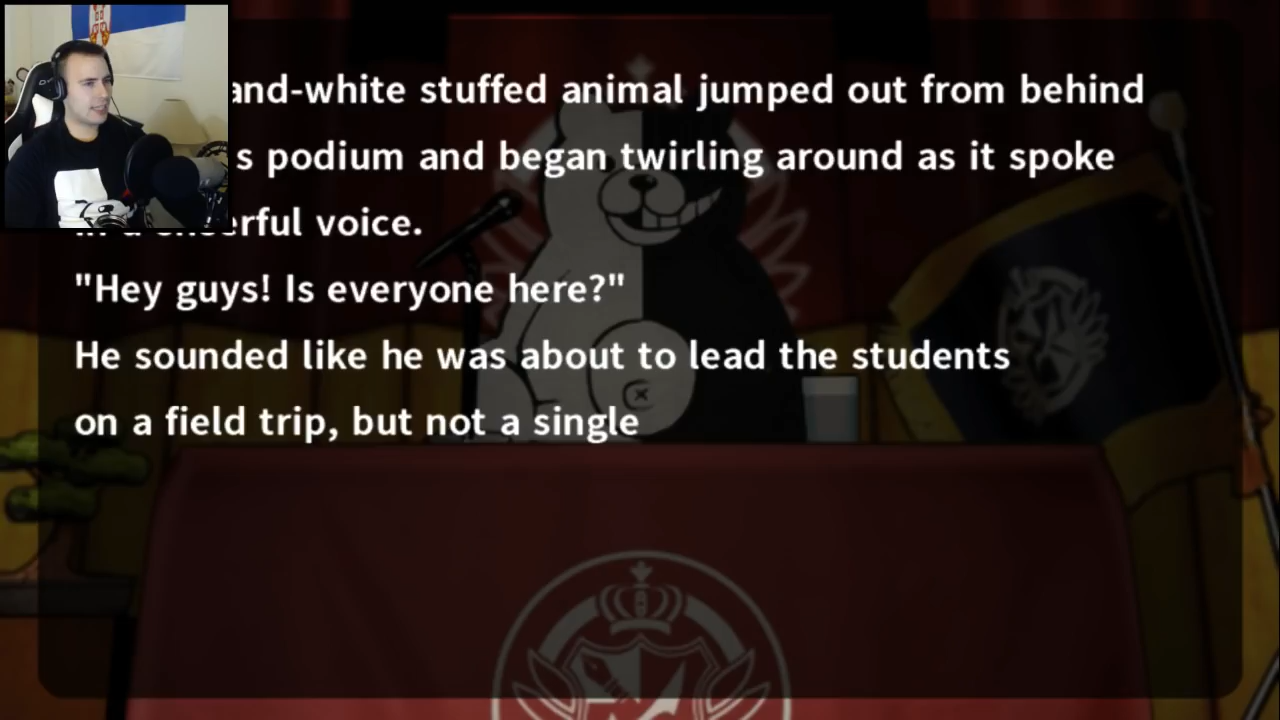 and-white stuffed animal jumped out from behind
s podium and began twirling around as it spoke
erful voice.
"Hey guys! Is everyone here?"
He sounded like he was about to lead the students
on a field trip, but not a single